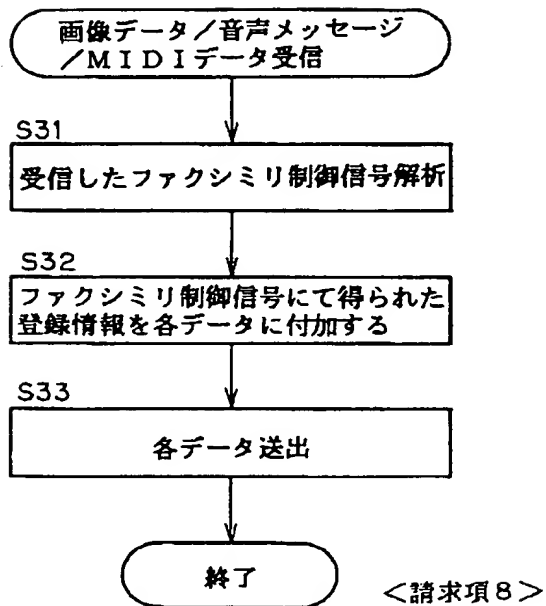 画像データ/音声メッセージ
/MIDIデータ受信
S31
受信したファクシミリ制御信号解析
S32
ファクシミリ制御信号にて得られた
登録情報を各データに付加する
S33
各データ送出
終了
<請求項8>